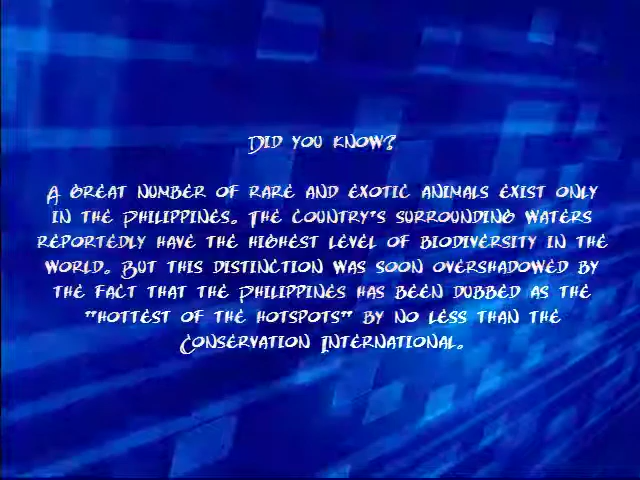 Did you know?
A great number of rare and exotic animals exist only
in the Philippines. The country's surrounding waters
reportedly have the highest level of biodiversity in the
world. But this distinction was soon overshadowed by
the fact that the Philippines has been dubbed as the
"hottest of the hotspots" by no less than the
Conservation International.